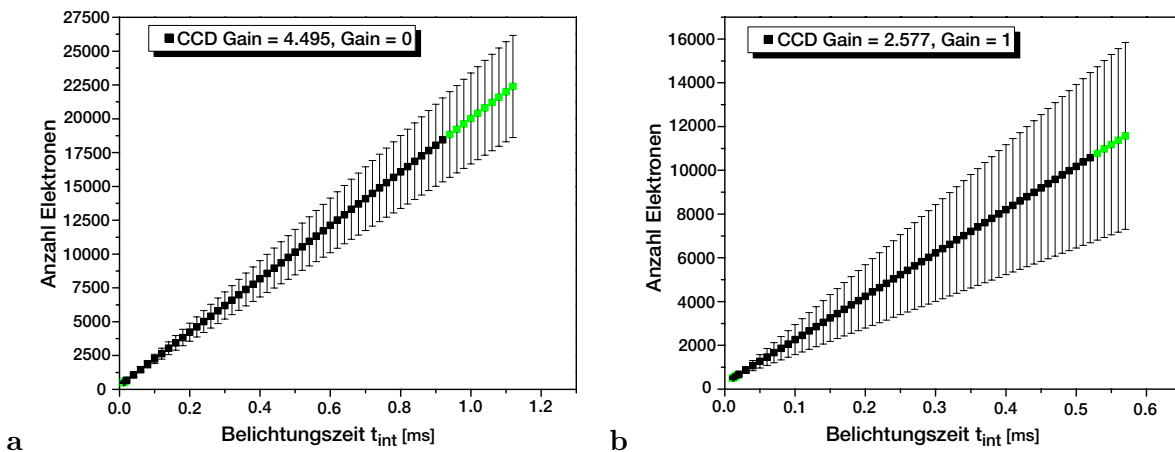 CCD Gain = 4.495, Gain = 0
27500
25000
22500
20000
17500
15000
12500
10000
7500
5000
2500
0
Anzahl Elektronen
0.0 0.2 0.4 0.6 0.8 1.0 1.2
Belichtungszeit t_int [ms]
a
CCD Gain = 2.577, Gain = 1
16000
14000
12000
10000
8000
6000
4000
2000
0
Anzahl Elektronen
0.0 0.1 0.2 0.3 0.4 0.5 0.6
Belichtungszeit t_int [ms]
b